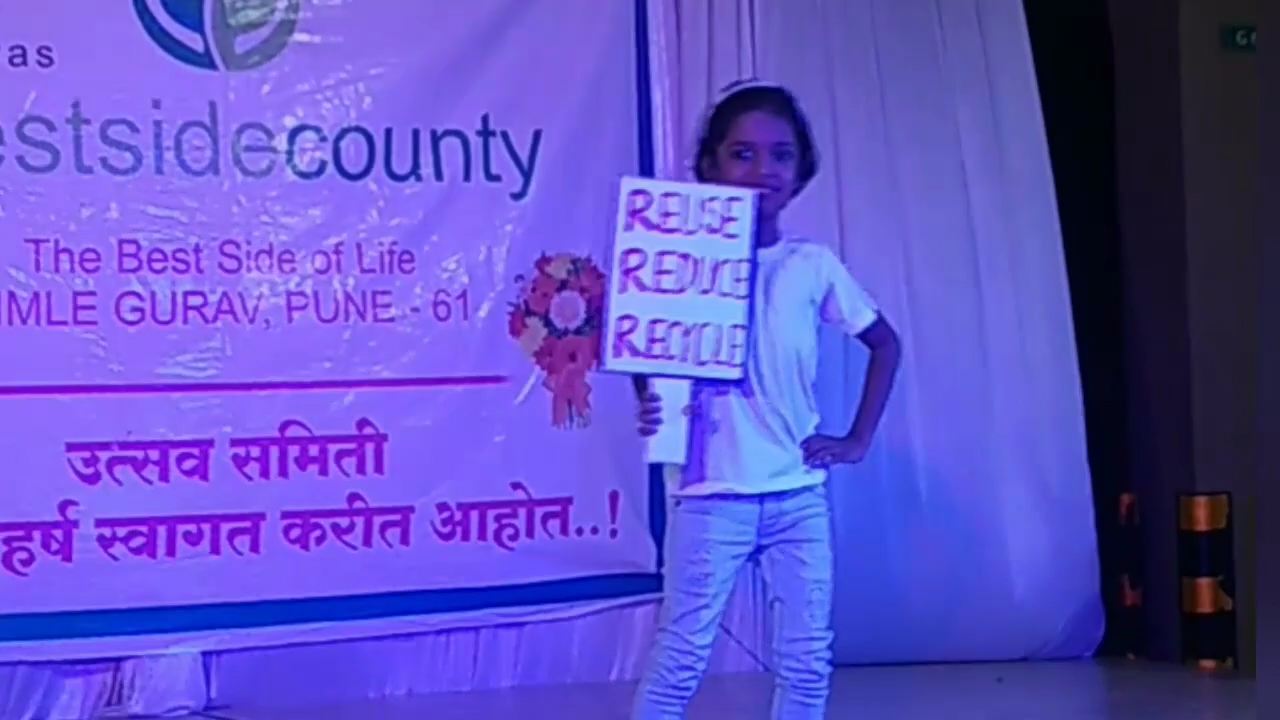 as
estsidecounty
The Best Side of Life
IMLE GURAV, PUNE - 61
उत्सव समिती
हर्ष स्वागत करीत आहोत..!
REUSE
REDUCE
RECYCLE